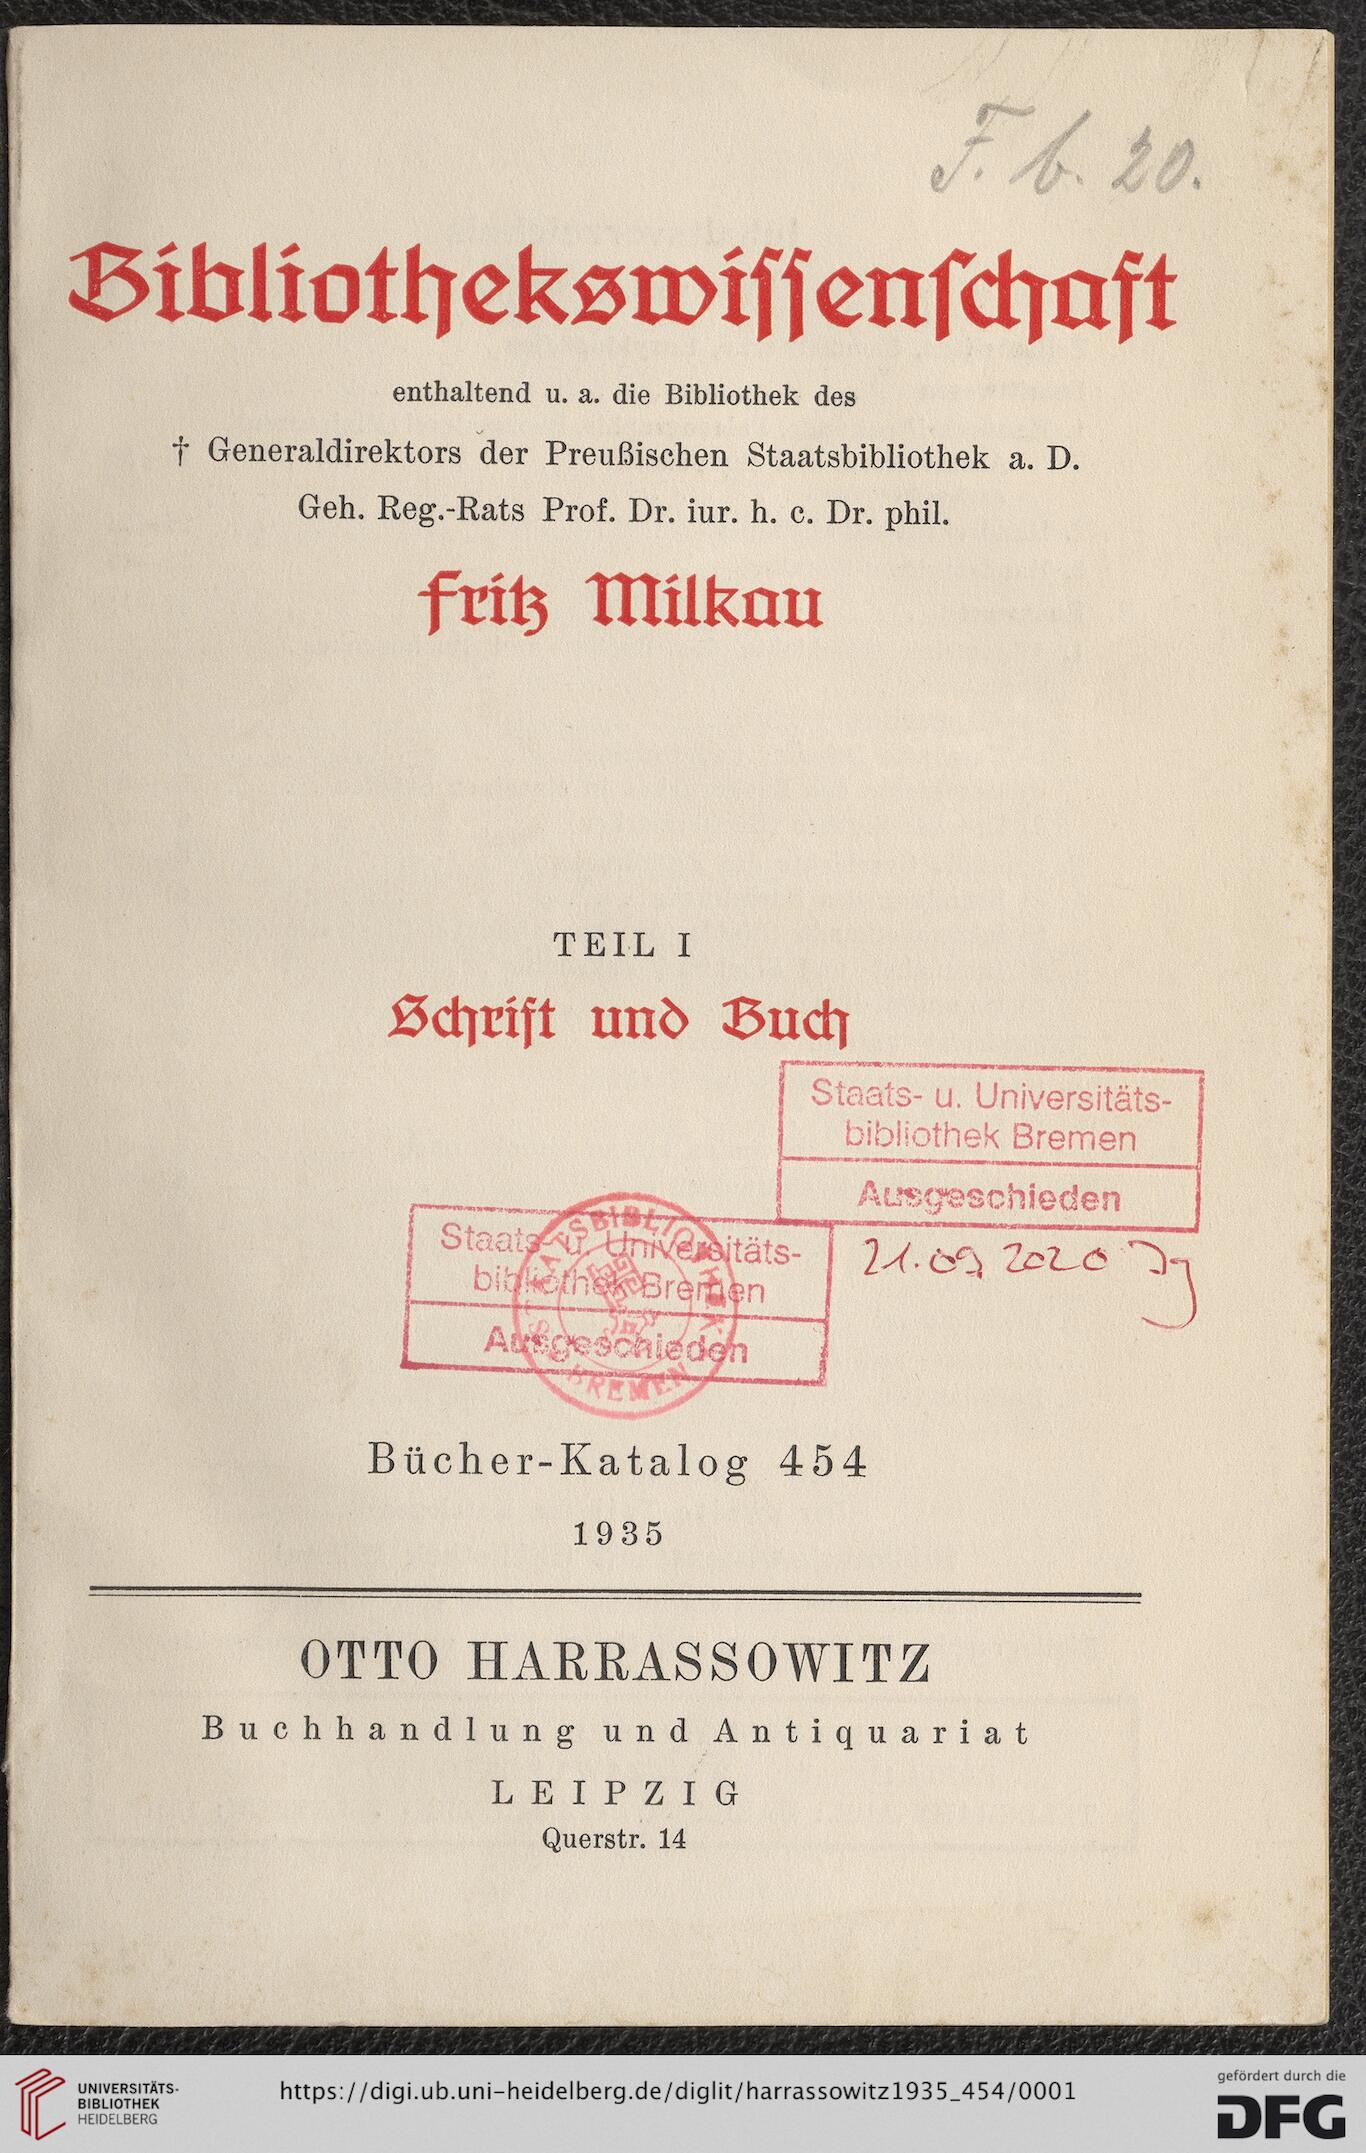 F. b. 20.
Bibliothekswiſſenſchaft
enthaltend u. a. die Bibliothek des
† Generaldirektors der Preußischen Staatsbibliothek a. D.
Geh. Reg.-Rats Prof. Dr. iur. h. c. Dr. phil.
Fritz Milkau
TEIL I
Schrift und Buch
Staats- u. Universitäts-
bibliothek Bremen
Ausgeschieden
21.09.2020
Staats- u. Universitäts-
bibliothek Bremen
Ausgeschieden
STAATSBIBLIOTHEK
BREMEN
Bücher-Katalog 454
1935
OTTO HARRASSOWITZ
Buchhandlung und Antiquariat
LEIPZIG
Querstr. 14
UNIVERSITÄTS-
BIBLIOTHEK
HEIDELBERG
https://digi.ub.uni-heidelberg.de/diglit/harrassowitz1935_454/0001
gefördert durch die
DFG